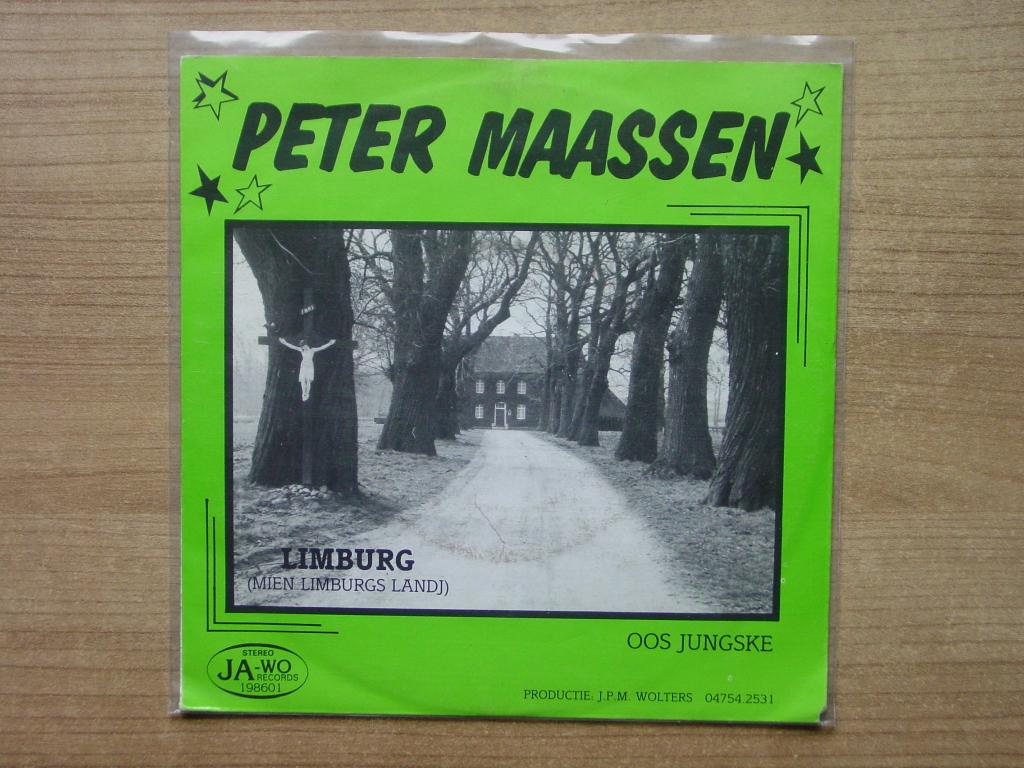 PETER MAASSEN
LIMBURG
(MIEN LIMBURGS LANDJ)
OOS JUNGSKE
STEREO
JA-WO
RECORDS
198601
PRODUCTIE: J.P.M. WOLTERS 04754.2531